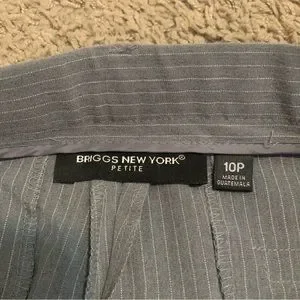 BRIGGS NEW YORK®
PETITE
10P
MADE IN
GUATEMALA